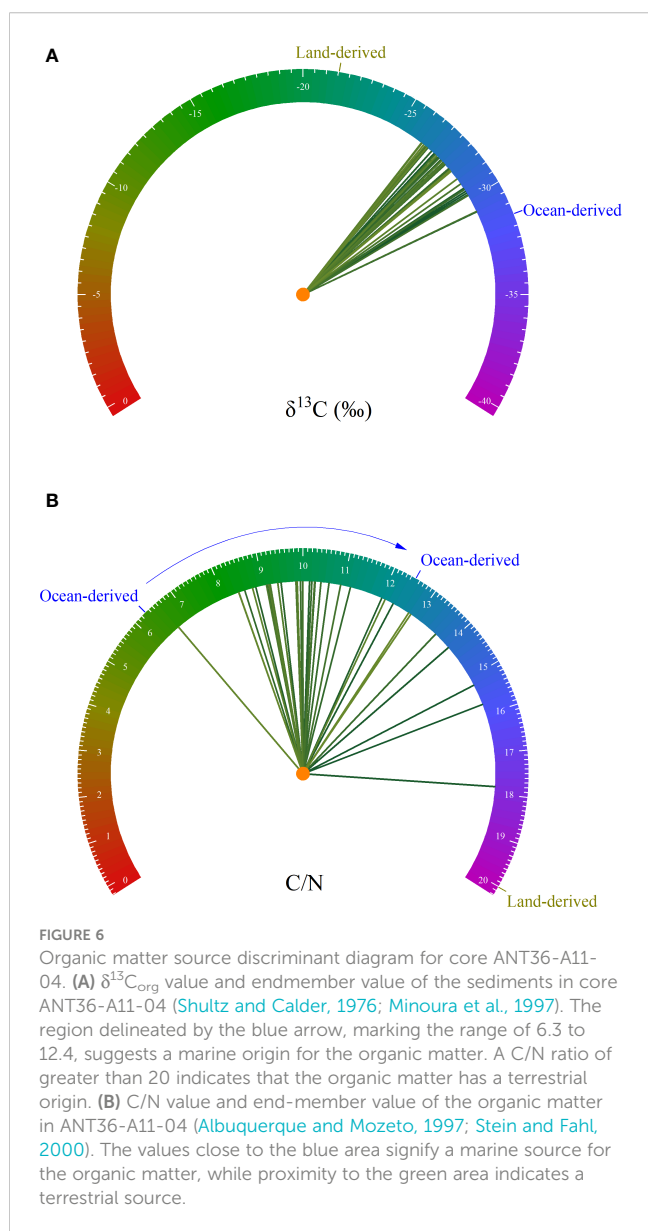 A
Land-derived
-20
-15
-25
-10
-30
Ocean-derived
-5
-35
0
-40
δ¹³C (‰)
B
Ocean-derived
Ocean-derived
10
9
11
8
12
7
13
6
14
5
15
4
16
3
17
2
18
1
19
0
20
C/N
Land-derived
FIGURE 6
Organic matter source discriminant diagram for core ANT36-A11-
04. (A) δ¹³Corg value and endmember value of the sediments in core
ANT36-A11-04 (Shultz and Calder, 1976; Minoura et al., 1997). The
region delineated by the blue arrow, marking the range of 6.3 to
12.4, suggests a marine origin for the organic matter. A C/N ratio of
greater than 20 indicates that the organic matter has a terrestrial
origin. (B) C/N value and end-member value of the organic matter
in ANT36-A11-04 (Albuquerque and Mozeto, 1997; Stein and Fahl,
2000). The values close to the blue area signify a marine source for
the organic matter, while proximity to the green area indicates a
terrestrial source.